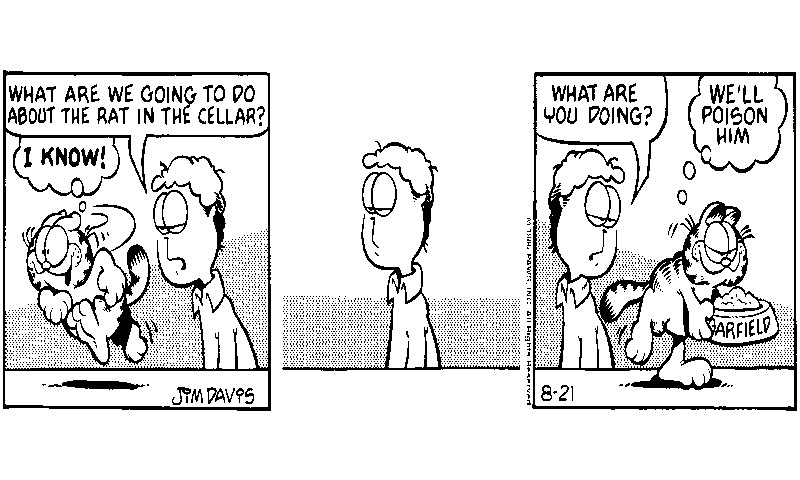 WHAT ARE WE GOING TO DO
ABOUT THE RAT IN THE CELLAR?
I KNOW!
JIM DAVIS
WHAT ARE
YOU DOING?
WE'LL
POISON
HIM
GARFIELD
8-21